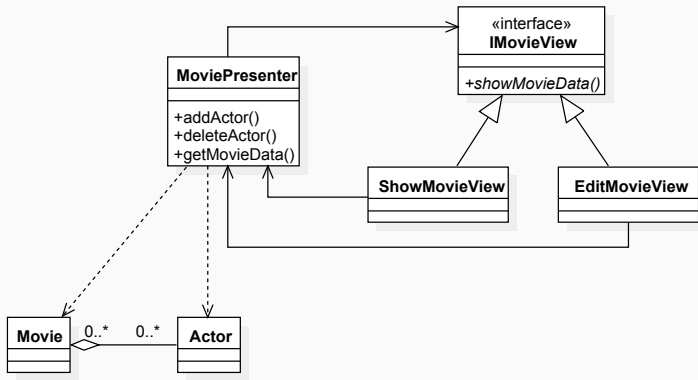 «interface»
IMovieView
+showMovieData()
MoviePresenter
+addActor()
+deleteActor()
+getMovieData()
ShowMovieView
EditMovieView
Movie
0..*
0..*
Actor